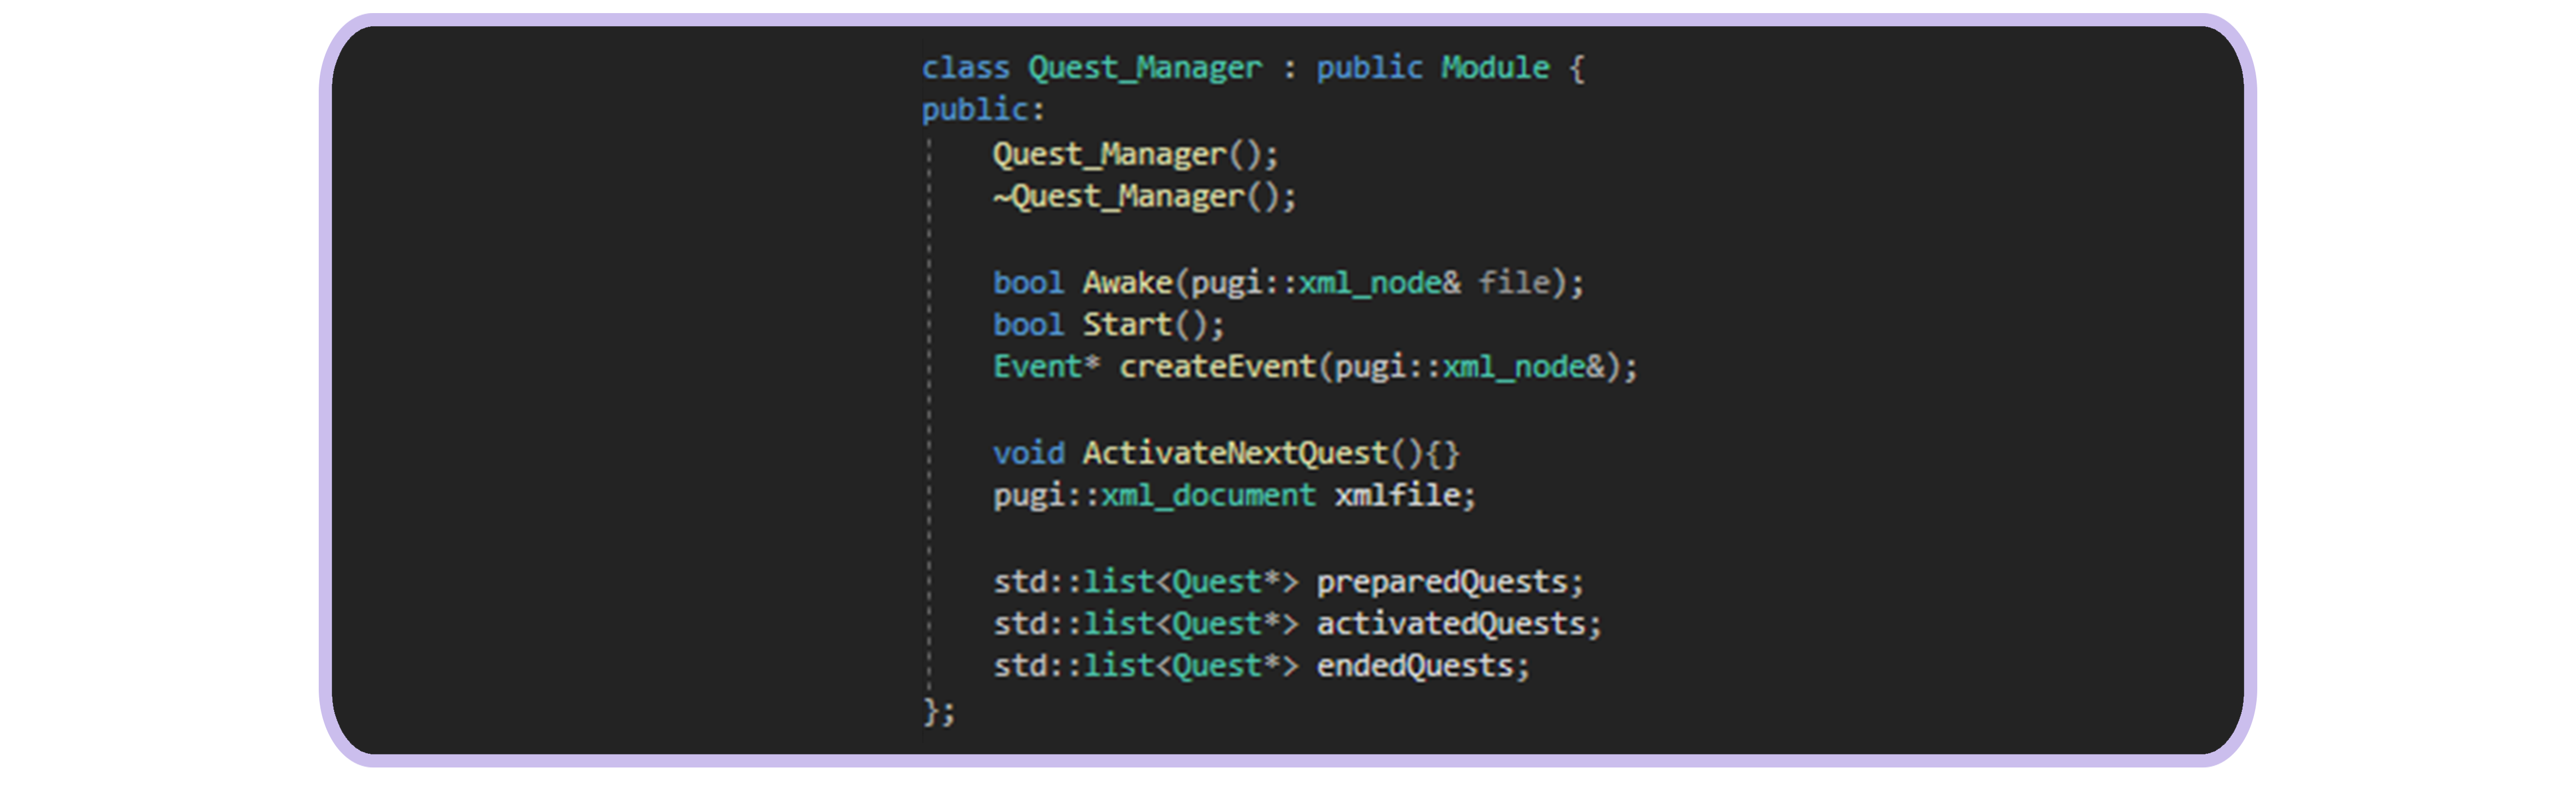 class Quest_Manager : public Module {
public:
Quest_Manager();
~Quest_Manager();
bool Awake(pugi::xml_node& file);
bool Start();
Event* createEvent(pugi::xml_node&);
void ActivateNextQuest(){}
pugi::xml_document xmlfile;
std::list<Quest*> preparedQuests;
std::list<Quest*> activatedQuests;
std::list<Quest*> endedQuests;
};